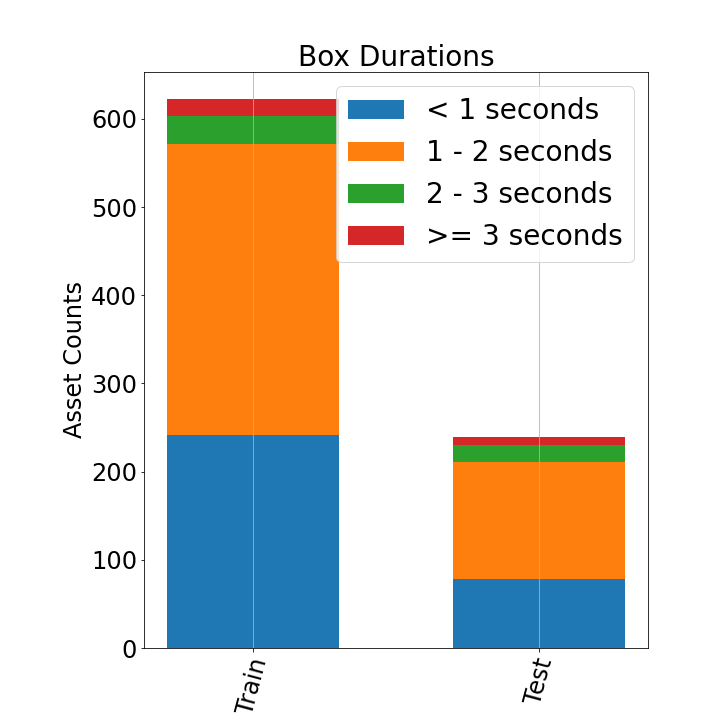 Box Durations
< 1 seconds
1 - 2 seconds
2 - 3 seconds
>= 3 seconds
Asset Counts
600
500
400
300
200
100
0
Train
Test